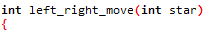 int left_right_move(int star)
{